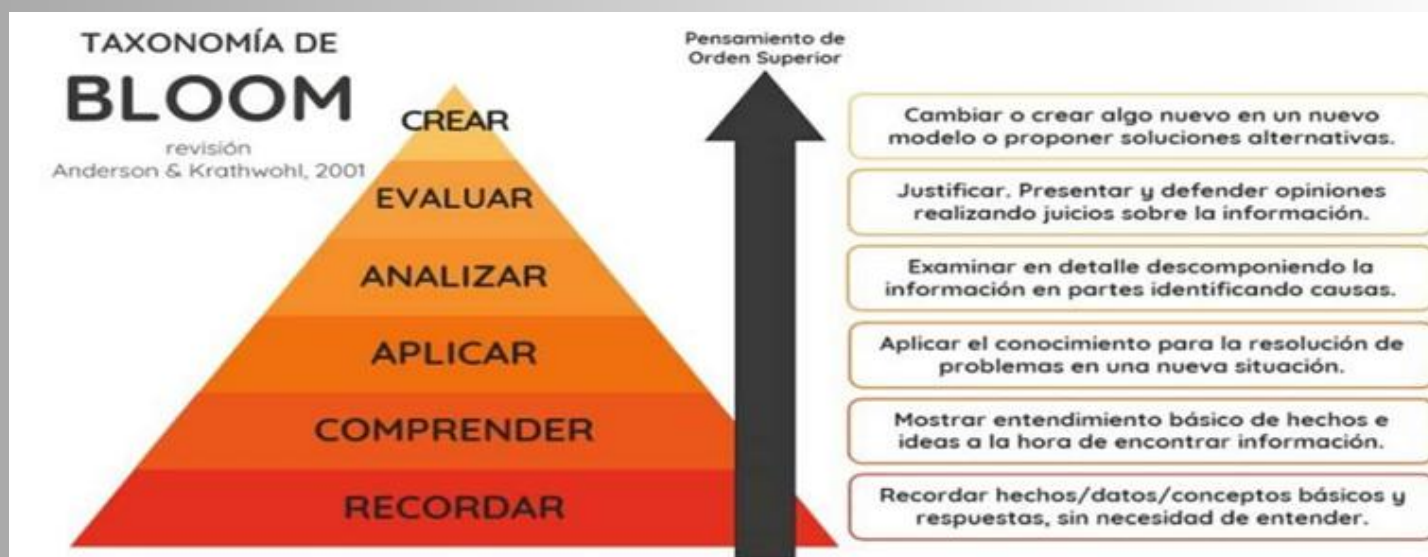 TAXONOMÍA DE
BLOOM
revisión
Anderson & Krathwohl, 2001
Pensamiento de
Orden Superior
CREAR
Cambiar o crear algo nuevo en un nuevo
modelo o proponer soluciones alternativas.
EVALUAR
Justificar. Presentar y defender opiniones
realizando juicios sobre la información.
ANALIZAR
Examinar en detalle descomponiendo la
información en partes identificando causas.
APLICAR
Aplicar el conocimiento para la resolución de
problemas en una nueva situación.
COMPRENDER
Mostrar entendimiento básico de hechos e
ideas a la hora de encontrar información.
RECORDAR
Recordar hechos/datos/conceptos básicos y
respuestas, sin necesidad de entender.